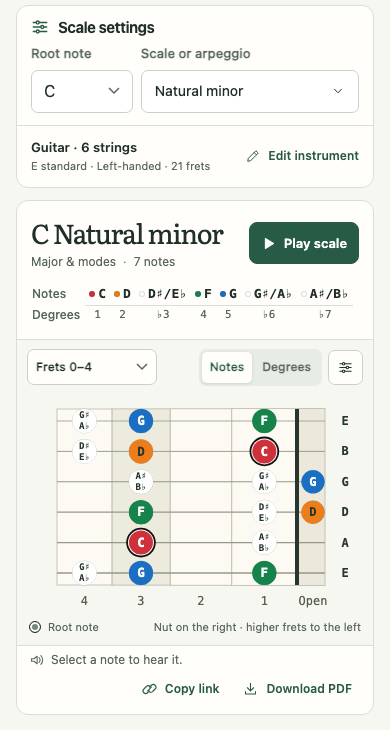 Scale settings
Root note Scale or arpeggio
C Natural minor
Guitar · 6 strings
E standard · Left-handed · 21 frets
Edit instrument
C Natural minor
Major & modes · 7 notes
Play scale
Notes C D D♯/E♭ F G G♯/A♭ A♯/B♭
Degrees 1 2 ♭3 4 5 ♭6 ♭7
Frets 0–4 Notes Degrees
G♯ A♭ G F E
D♯ E♭ D C B
A♯ B♭ G♯ A♭ G G
F D♯ E♭ D D
C A♯ B♭ A
G♯ A♭ G F E
4 3 2 1 Open
Root note Nut on the right · higher frets to the left
Select a note to hear it.
Copy link Download PDF